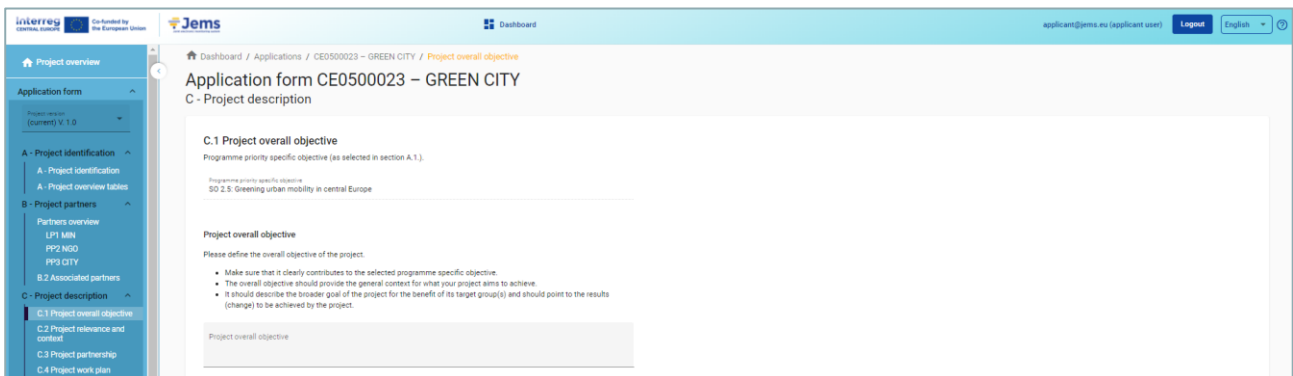 Interreg
CENTRAL EUROPE
Co-funded by
the European Union
Jems
Dashboard
applicant@jems.eu (applicant user)
Logout
English
Project overview
Application form
Project version
(current) V. 1.0
A - Project identification
A - Project identification
A - Project overview tables
B - Project partners
Partners overview
LP1 MIN
PP2 NGO
PP3 CITY
B.2 Associated partners
C - Project description
C.1 Project overall objective
C.2 Project relevance and
context
C.3 Project partnership
C.4 Project work plan
Dashboard / Applications / CE0500023 – GREEN CITY / Project overall objective
Application form CE0500023 – GREEN CITY
C - Project description
C.1 Project overall objective
Programme priority specific objective (as selected in section A.1.).
Programme priority specific objective
SO 2.5: Greening urban mobility in central Europe
Project overall objective
Please define the overall objective of the project.
• Make sure that it clearly contributes to the selected programme specific objective.
• The overall objective should provide the general context for what your project aims to achieve.
• It should describe the broader goal of the project for the benefit of its target group(s) and should point to the results
(change) to be achieved by the project.
Project overall objective